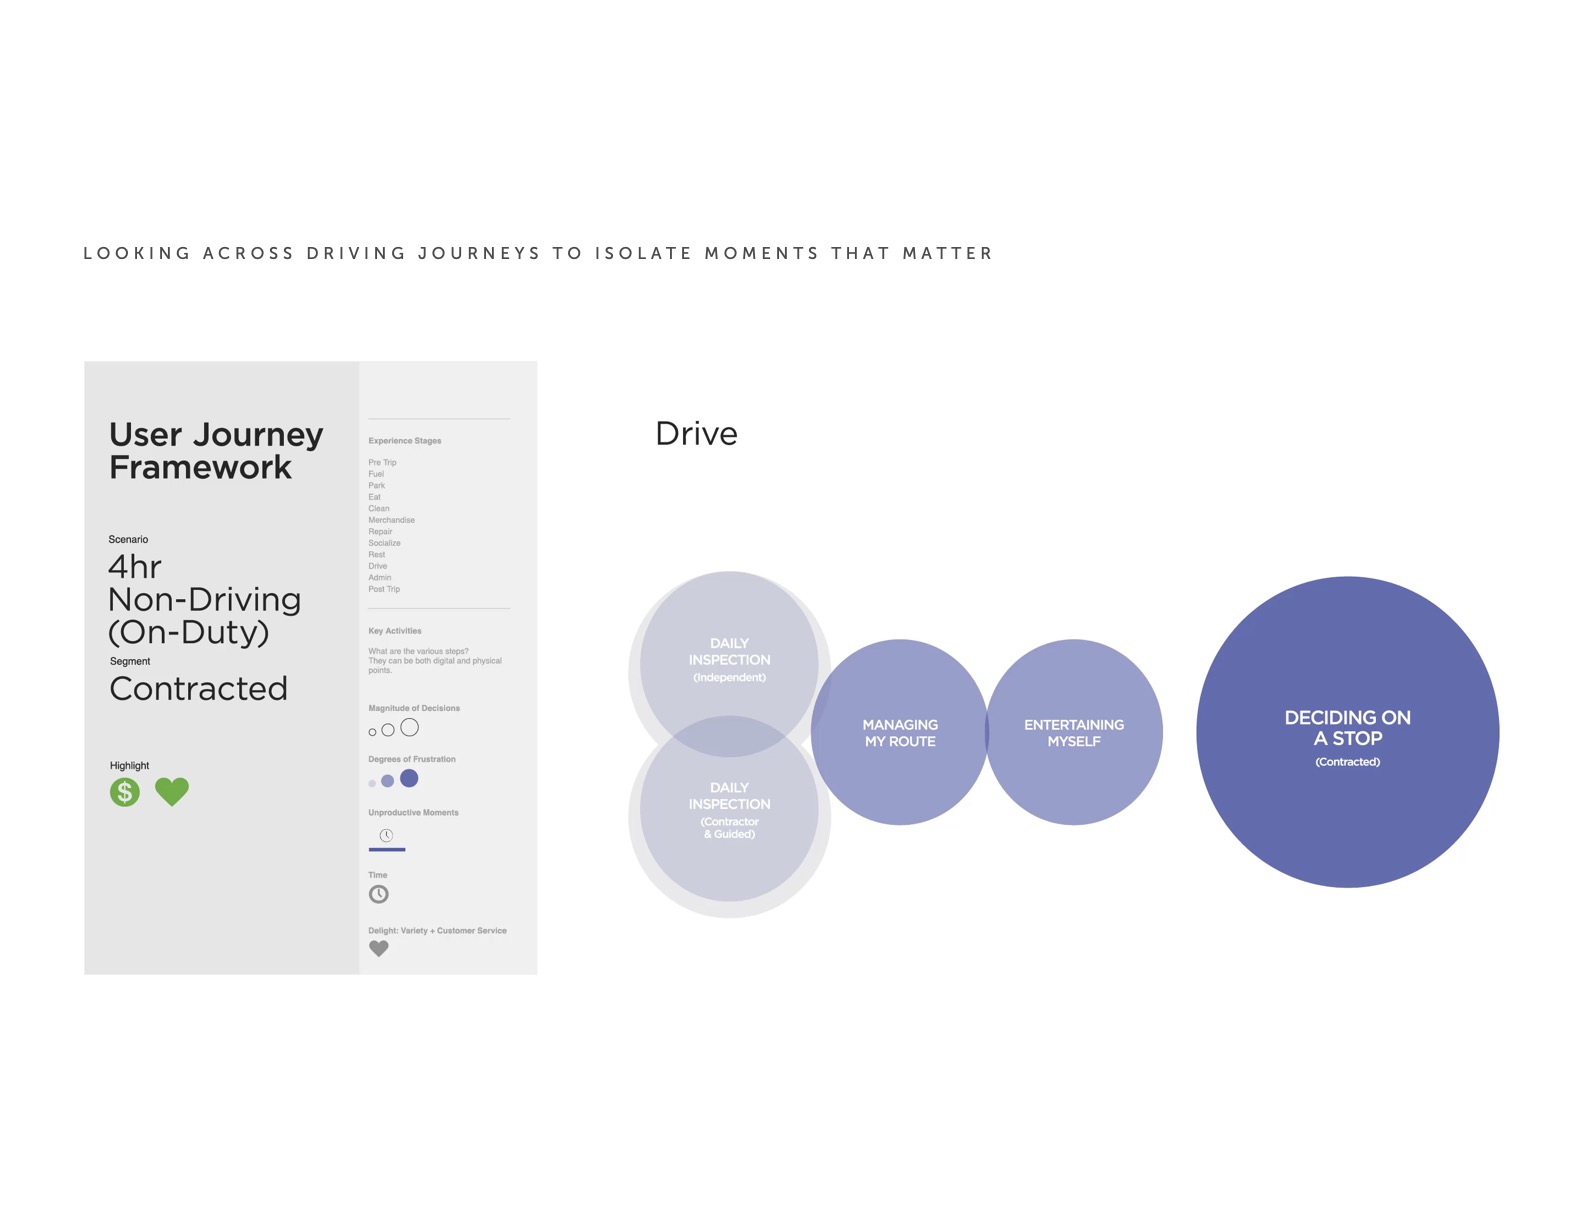 LOOKING ACROSS DRIVING JOURNEYS TO ISOLATE MOMENTS THAT MATTER
User Journey
Framework
Scenario
4hr
Non-Driving
(On-Duty)
Segment
Contracted
Highlight
$
Experience Stages
Pre Trip
Fuel
Park
Eat
Clean
Merchandise
Repair
Socialize
Rest
Drive
Admin
Post Trip
Key Activities
What are the various steps?
They can be both digital and physical
points.
Magnitude of Decisions
Degrees of Frustration
Unproductive Moments
Time
Delight: Variety + Customer Service
Drive
DAILY
INSPECTION
(Independent)
DAILY
INSPECTION
(Contractor
& Guided)
MANAGING
MY ROUTE
ENTERTAINING
MYSELF
DECIDING ON
A STOP
(Contracted)